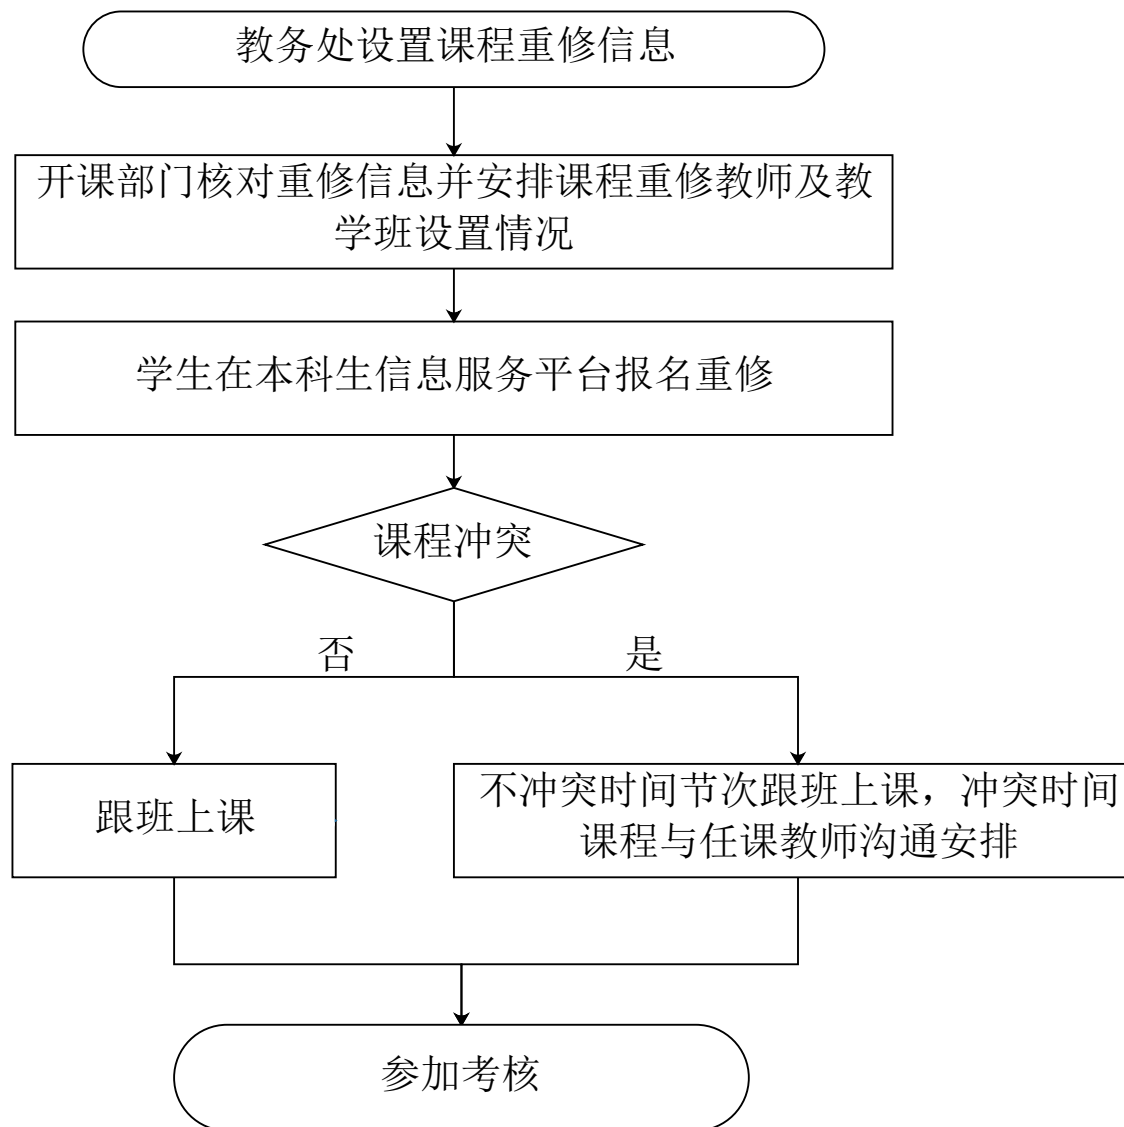 教务处设置课程重修信息
开课部门核对重修信息并安排课程重修教师及教
学班设置情况
学生在本科生信息服务平台报名重修
课程冲突
否
是
跟班上课
不冲突时间节次跟班上课，冲突时间
课程与任课教师沟通安排
参加考核